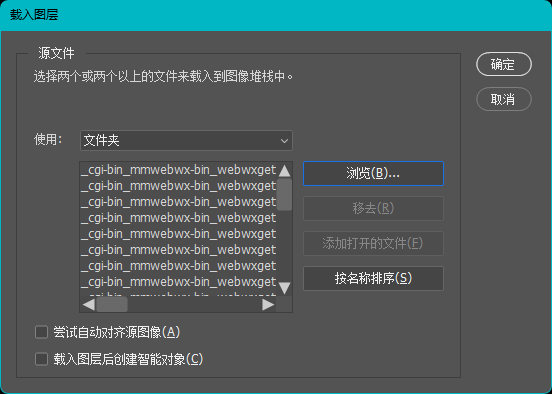 载入图层
源文件
选择两个或两个以上的文件来载入到图像堆栈中。
确定
取消
使用：
文件夹
_cgi-bin_mmwebwx-bin_webwxget
_cgi-bin_mmwebwx-bin_webwxget
_cgi-bin_mmwebwx-bin_webwxget
_cgi-bin_mmwebwx-bin_webwxget
_cgi-bin_mmwebwx-bin_webwxget
_cgi-bin_mmwebwx-bin_webwxget
_cgi-bin_mmwebwx-bin_webwxget
_cgi-bin_mmwebwx-bin_webwxget
_cgi-bin_mmwebwx-bin_webwxget
浏览(B)...
移去(R)
添加打开的文件(F)
按名称排序(S)
尝试自动对齐源图像(A)
载入图层后创建智能对象(C)